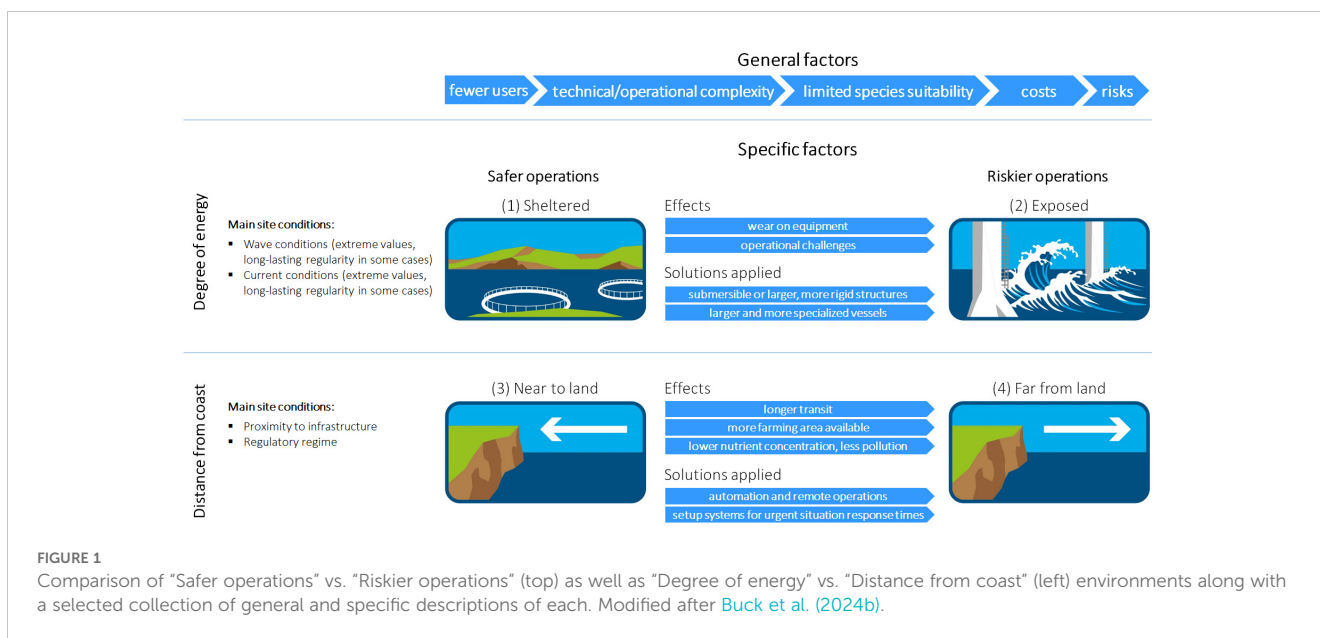 General factors
fewer users
technical/operational complexity
limited species suitability
costs
risks
Specific factors
Safer operations
Riskier operations
Degree of energy
Main site conditions:
▪ Wave conditions (extreme values,
long-lasting regularity in some cases)
▪ Current conditions (extreme values,
long-lasting regularity in some cases)
(1) Sheltered
Effects
wear on equipment
operational challenges
Solutions applied
submersible or larger, more rigid structures
larger and more specialized vessels
(2) Exposed
Distance from coast
Main site conditions:
▪ Proximity to infrastructure
▪ Regulatory regime
(3) Near to land
Effects
longer transit
more farming area available
lower nutrient concentration, less pollution
Solutions applied
automation and remote operations
setup systems for urgent situation response times
(4) Far from land
FIGURE 1
Comparison of "Safer operations" vs. "Riskier operations" (top) as well as "Degree of energy" vs. "Distance from coast" (left) environments along with
a selected collection of general and specific descriptions of each. Modified after Buck et al. (2024b).